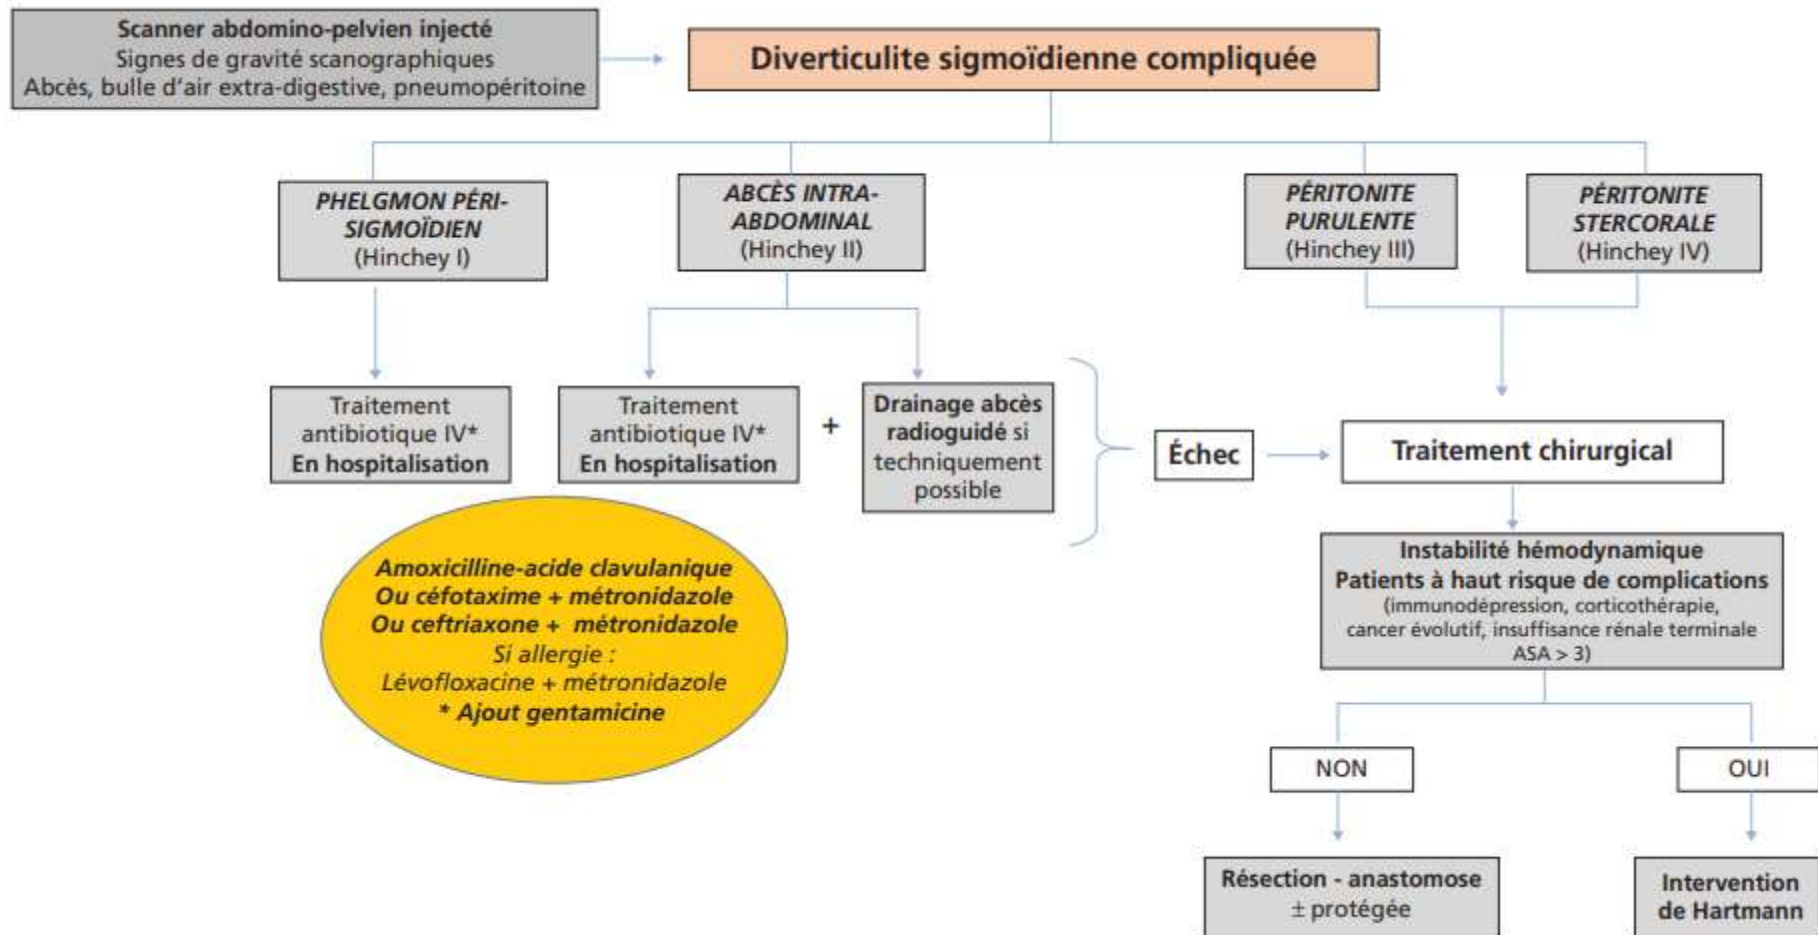 Scanner abdomino-pelvien injecté
Signes de gravité scanographiques
Abcès, bulle d'air extra-digestive, pneumopéritoine
Diverticulite sigmoïdienne compliquée
PHELGMON PÉRI-
SIGMOÏDIEN
(Hinchey I)
ABCÈS INTRA-
ABDOMINAL
(Hinchey II)
PÉRITONITE
PURULENTE
(Hinchey III)
PÉRITONITE
STERCORALE
(Hinchey IV)
Traitement
antibiotique IV*
En hospitalisation
Traitement
antibiotique IV*
En hospitalisation
+
Drainage abcès
radioguidé si
techniquement
possible
Échec
Traitement chirurgical
Amoxicilline-acide clavulanique
Ou céfotaxime + métronidazole
Ou ceftriaxone + métronidazole
Si allergie :
Lévofloxacine + métronidazole
* Ajout gentamicine
Instabilité hémodynamique
Patients à haut risque de complications
(immunodépression, corticothérapie,
cancer évolutif, insuffisance rénale terminale
ASA > 3)
NON
OUI
Résection - anastomose
± protégée
Intervention
de Hartmann